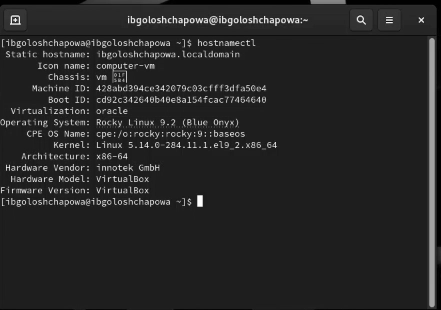 ibgoloshchapowa@ibgoloshchapowa:~
[ibgoloshchapowa@ibgoloshchapowa ~]$ hostnamectl
Static hostname: ibgoloshchapowa.localdomain
Icon name: computer-vm
Chassis: vm
Machine ID: 428abd394ce342079c03cfff3dfa50e4
Boot ID: cd92c342640b40e8a154fcac77464640
Virtualization: oracle
Operating System: Rocky Linux 9.2 (Blue Onyx)
CPE OS Name: cpe:/o:rocky:rocky:9::baseos
Kernel: Linux 5.14.0-284.11.1.el9_2.x86_64
Architecture: x86-64
Hardware Vendor: innotek GmbH
Hardware Model: VirtualBox
Firmware Version: VirtualBox
[ibgoloshchapowa@ibgoloshchapowa ~]$